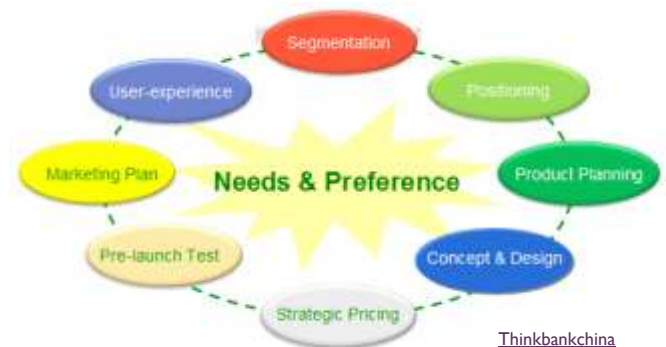 Segmentation
User-experience
Positioning
Marketing Plan
Needs & Preference
Product Planning
Pre-launch Test
Concept & Design
Strategic Pricing
Thinkbankchina